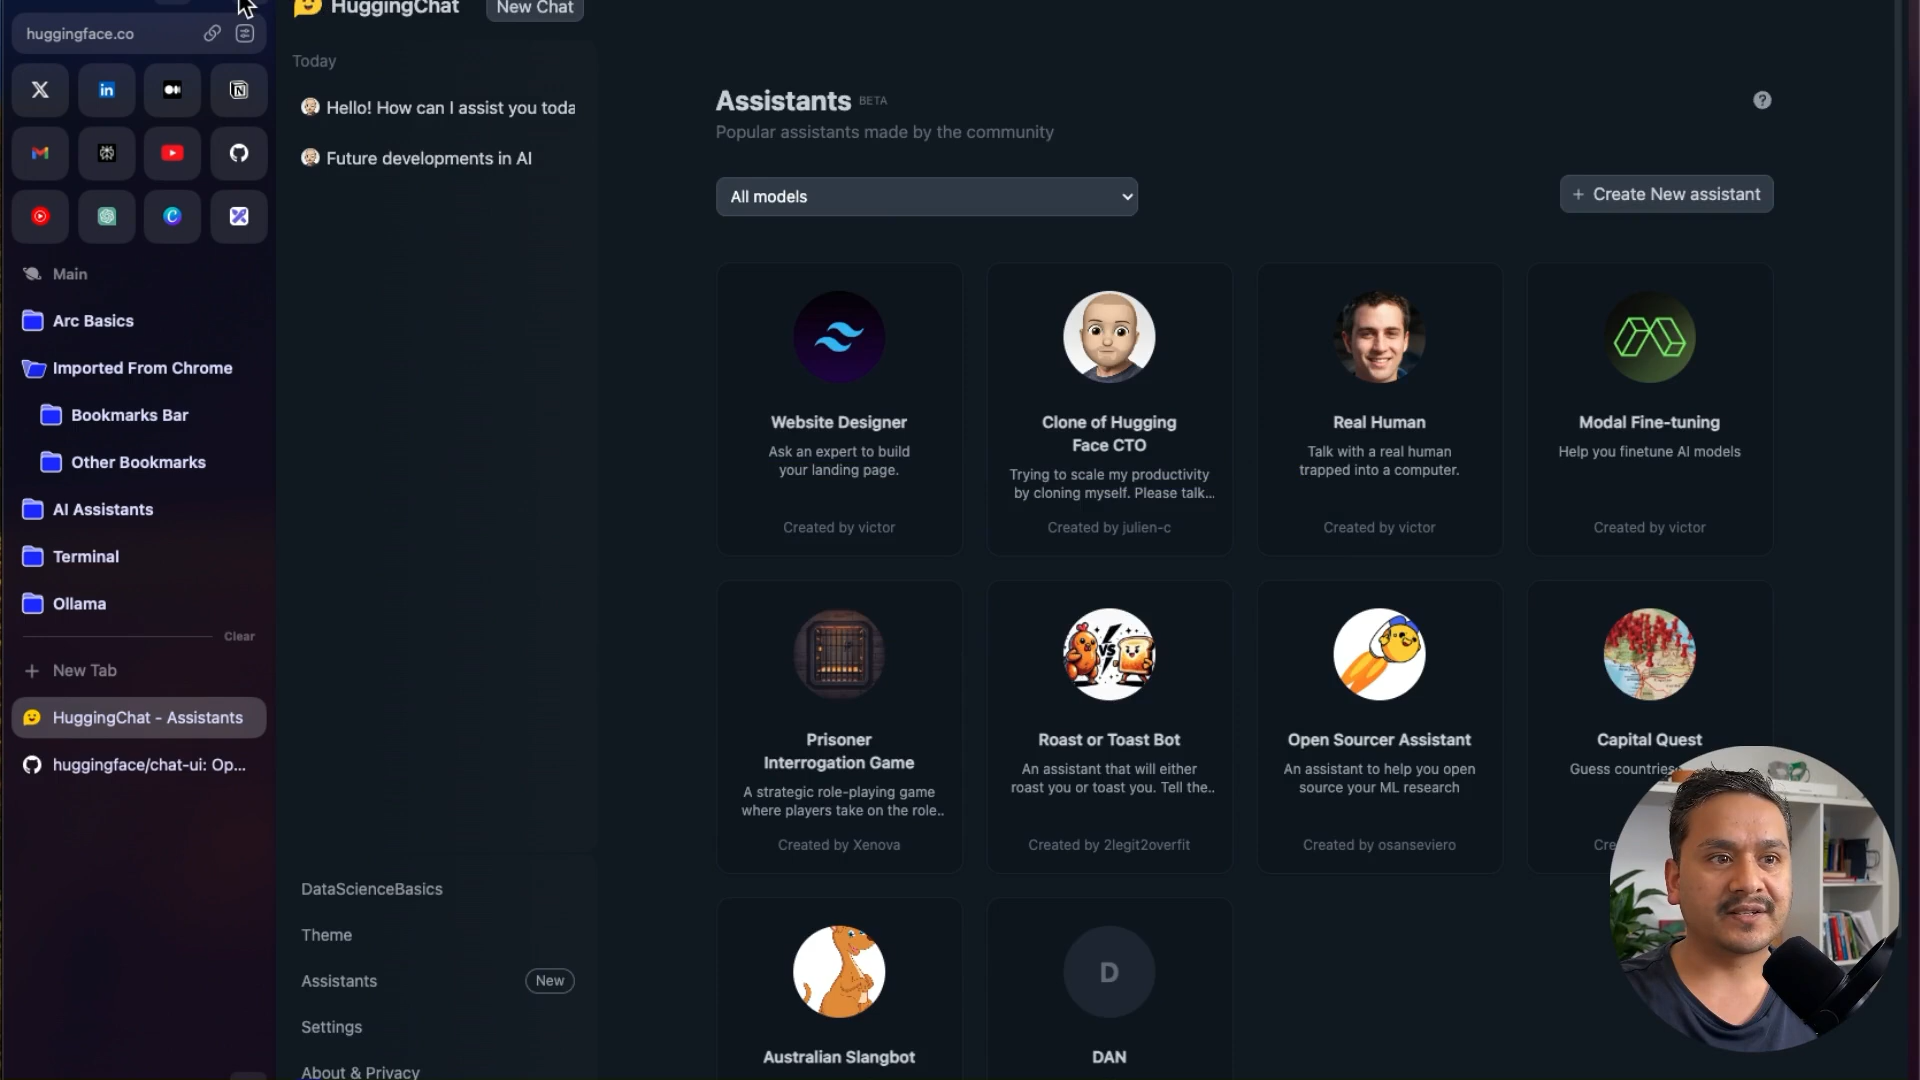 huggingface.co
Main
Arc Basics
Imported From Chrome
Bookmarks Bar
Other Bookmarks
AI Assistants
Terminal
Ollama
Clear
New Tab
HuggingChat - Assistants
huggingface/chat-ui: Op...
HuggingChat
New Chat
Today
Hello! How can I assist you toda
Future developments in AI
DataScienceBasics
Theme
Assistants
New
Settings
About & Privacy
Assistants BETA
Popular assistants made by the community
All models
+ Create New assistant
Website Designer
Ask an expert to build
your landing page.
Created by victor
Clone of Hugging
Face CTO
Trying to scale my productivity
by cloning myself. Please talk...
Created by julien-c
Real Human
Talk with a real human
trapped into a computer.
Created by victor
Modal Fine-tuning
Help you finetune AI models
Created by victor
Prisoner
Interrogation Game
A strategic role-playing game
where players take on the role..
Created by Xenova
VS
Roast or Toast Bot
An assistant that will either
roast you or toast you. Tell the..
Created by 2legit2overfit
Open Sourcer Assistant
An assistant to help you open
source your ML research
Created by osanseviero
Capital Quest
Guess countries
Australian Slangbot
D
DAN